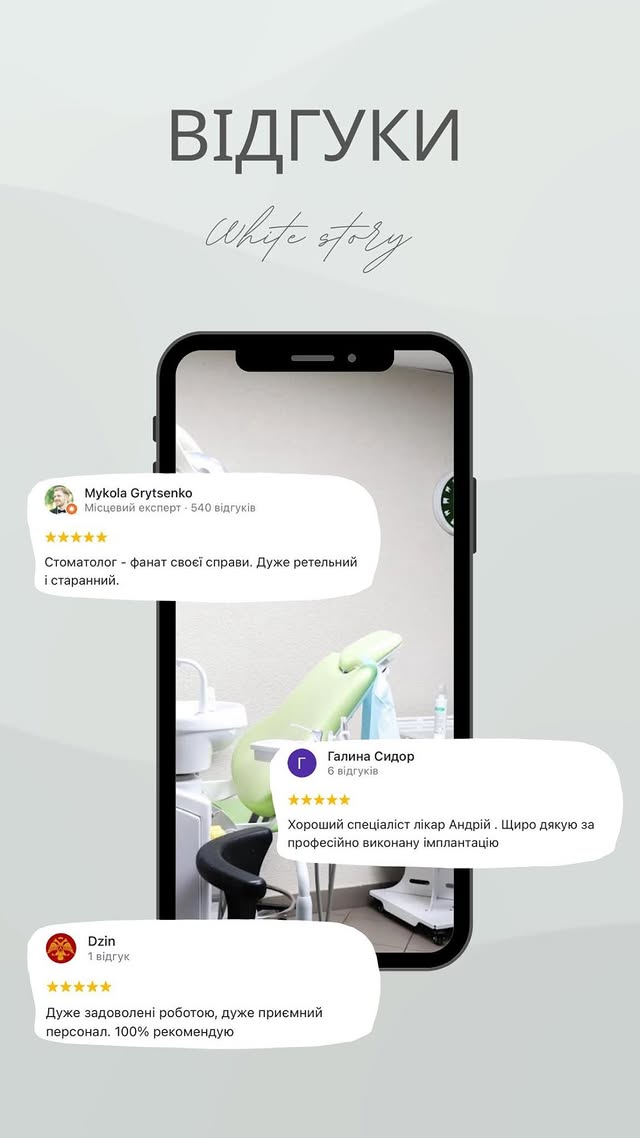 ВІДГУКИ
White story
Mykola Grytsenko
Місцевий експерт · 540 відгуків
Стоматолог - фанат своєї справи. Дуже ретельний
і старанний.
Г
Галина Сидор
6 відгуків
Хороший спеціаліст лікар Андрій . Щиро дякую за
професійно виконану імплантацію
Dzin
1 відгук
Дуже задоволені роботою, дуже приємний
персонал. 100% рекомендую